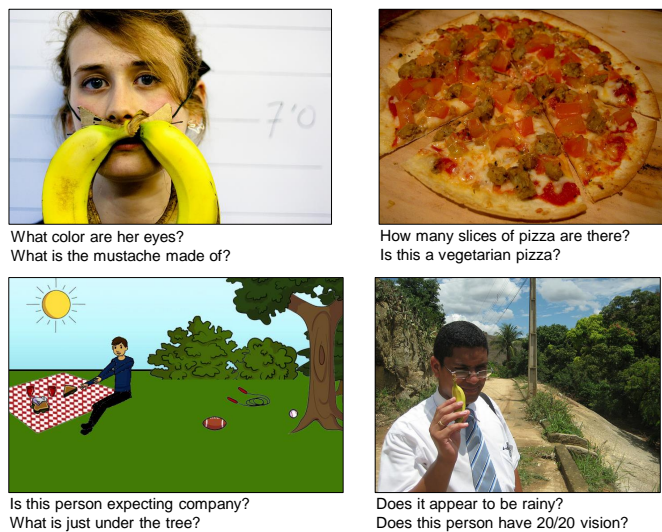 7'0
What color are her eyes?
What is the mustache made of?
How many slices of pizza are there?
Is this a vegetarian pizza?
Is this person expecting company?
What is just under the tree?
Does it appear to be rainy?
Does this person have 20/20 vision?